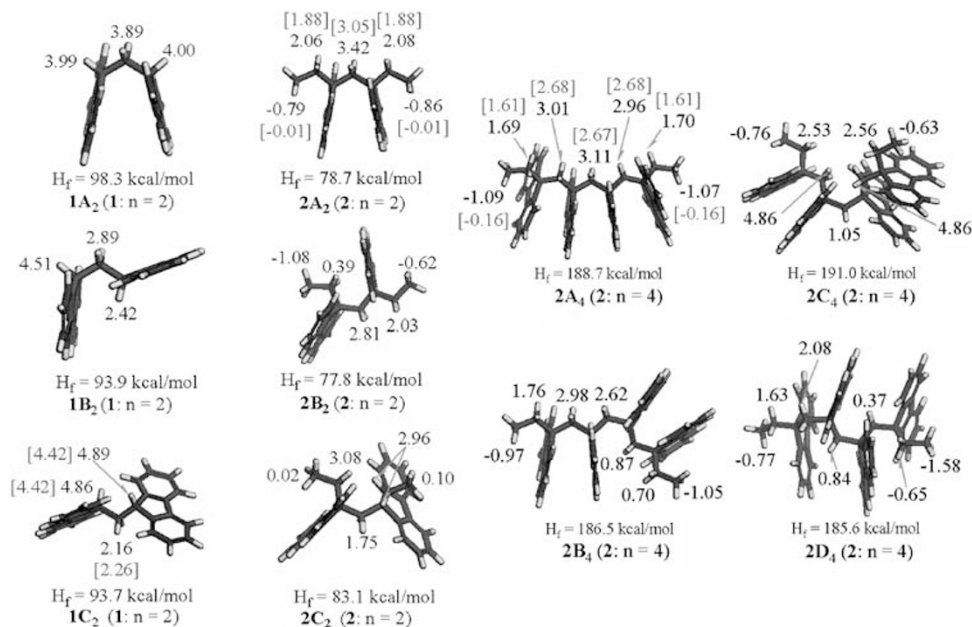 3.89
3.99
4.00
H_f = 98.3 kcal/mol
1A₂ (1: n = 2)
[1.88] [3.05] [1.88]
2.06 3.42 2.08
-0.79 -0.86
[-0.01] [-0.01]
H_f = 78.7 kcal/mol
2A₂ (2: n = 2)
[2.68] [2.68]
[1.61] 3.01 2.96 [1.61]
1.69 [2.67] 1.70
3.11
-1.09 -1.07
[-0.16] [-0.16]
H_f = 188.7 kcal/mol
2A₄ (2: n = 4)
-0.76 2.53 2.56 -0.63
4.86 4.86
1.05
H_f = 191.0 kcal/mol
2C₄ (2: n = 4)
2.89
4.51
2.42
H_f = 93.9 kcal/mol
1B₂ (1: n = 2)
-1.08 0.39 -0.62
2.81 2.03
H_f = 77.8 kcal/mol
2B₂ (2: n = 2)
1.76 2.98 2.62
-0.97 0.87
0.70 -1.05
H_f = 186.5 kcal/mol
2B₄ (2: n = 4)
2.08
1.63 0.37
-0.77 0.84 -1.58
-0.65
H_f = 185.6 kcal/mol
2D₄ (2: n = 4)
[4.42] 4.89
[4.42] 4.86
2.16
[2.26]
H_f = 93.7 kcal/mol
1C₂ (1: n = 2)
2.96
0.02 3.08 0.10
1.75
H_f = 83.1 kcal/mol
2C₂ (2: n = 2)